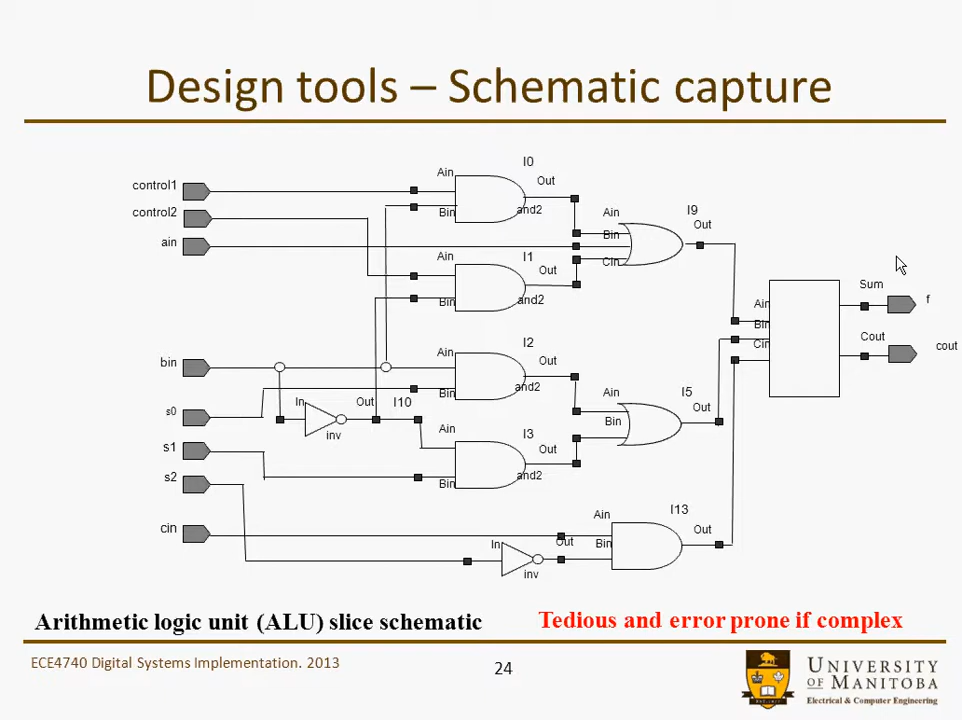 Design tools – Schematic capture
I0
Ain
Out
control1
Bin
and2
control2
Ain
I9
Out
Bin
ain
Cin
Ain
I1
Out
Bin
and2
Sum
f
Ain
Bin
Cin
Cout
cout
I2
Ain
Out
bin
Bin
and2
In
Out
I10
s0
inv
Ain
I5
Out
Bin
I3
Ain
Out
s1
Bin
and2
s2
I13
Ain
Out
cin
In
Out
Bin
inv
Arithmetic logic unit (ALU) slice schematic
Tedious and error prone if complex
ECE4740 Digital Systems Implementation. 2013
24
UNIVERSITY
OF MANITOBA
Electrical & Computer Engineering